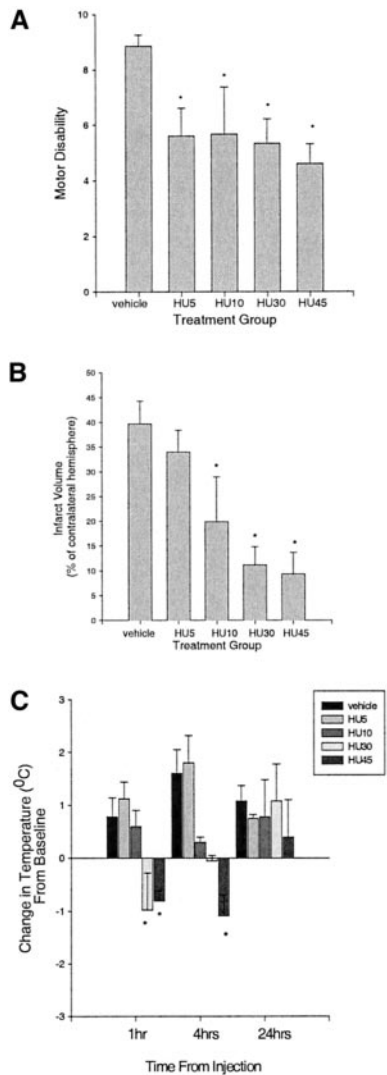 A
10
8
6
4
2
0
Motor Disability
*
*
*
*
vehicle HU5 HU10 HU30 HU45
Treatment Group
B
50
45
40
35
30
25
20
15
10
5
0
Infarct Volume
(% of contralateral hemisphere)
*
*
*
vehicle HU5 HU10 HU30 HU45
Treatment Group
C
3
2
1
0
-1
-2
-3
Change in Temperature (⁰C)
From Baseline
vehicle
HU5
HU10
HU30
HU45
*
*
*
1hr 4hrs 24hrs
Time From Injection